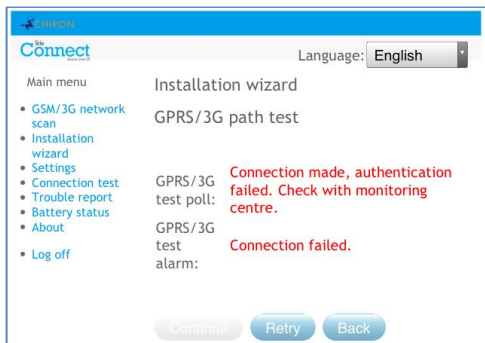 CHIRON
iris
Connect
Language: English
Main menu
GSM/3G network
scan
Installation
wizard
Settings
Connection test
Trouble report
Battery status
About
Log off
Installation wizard
GPRS/3G path test
GPRS/3G
test poll:
Connection made, authentication
failed. Check with monitoring
centre.
GPRS/3G
test
alarm:
Connection failed.
Continue
Retry
Back